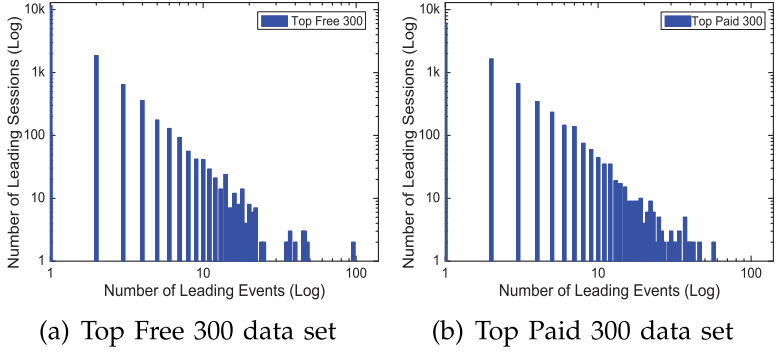 Top Free 300
Number of Leading Sessions (Log)
10k
1k
100
10
1
1
10
100
Number of Leading Events (Log)
(a) Top Free 300 data set
Top Paid 300
Number of Leading Sessions (Log)
10k
1k
100
10
1
1
10
100
Number of Leading Events (Log)
(b) Top Paid 300 data set